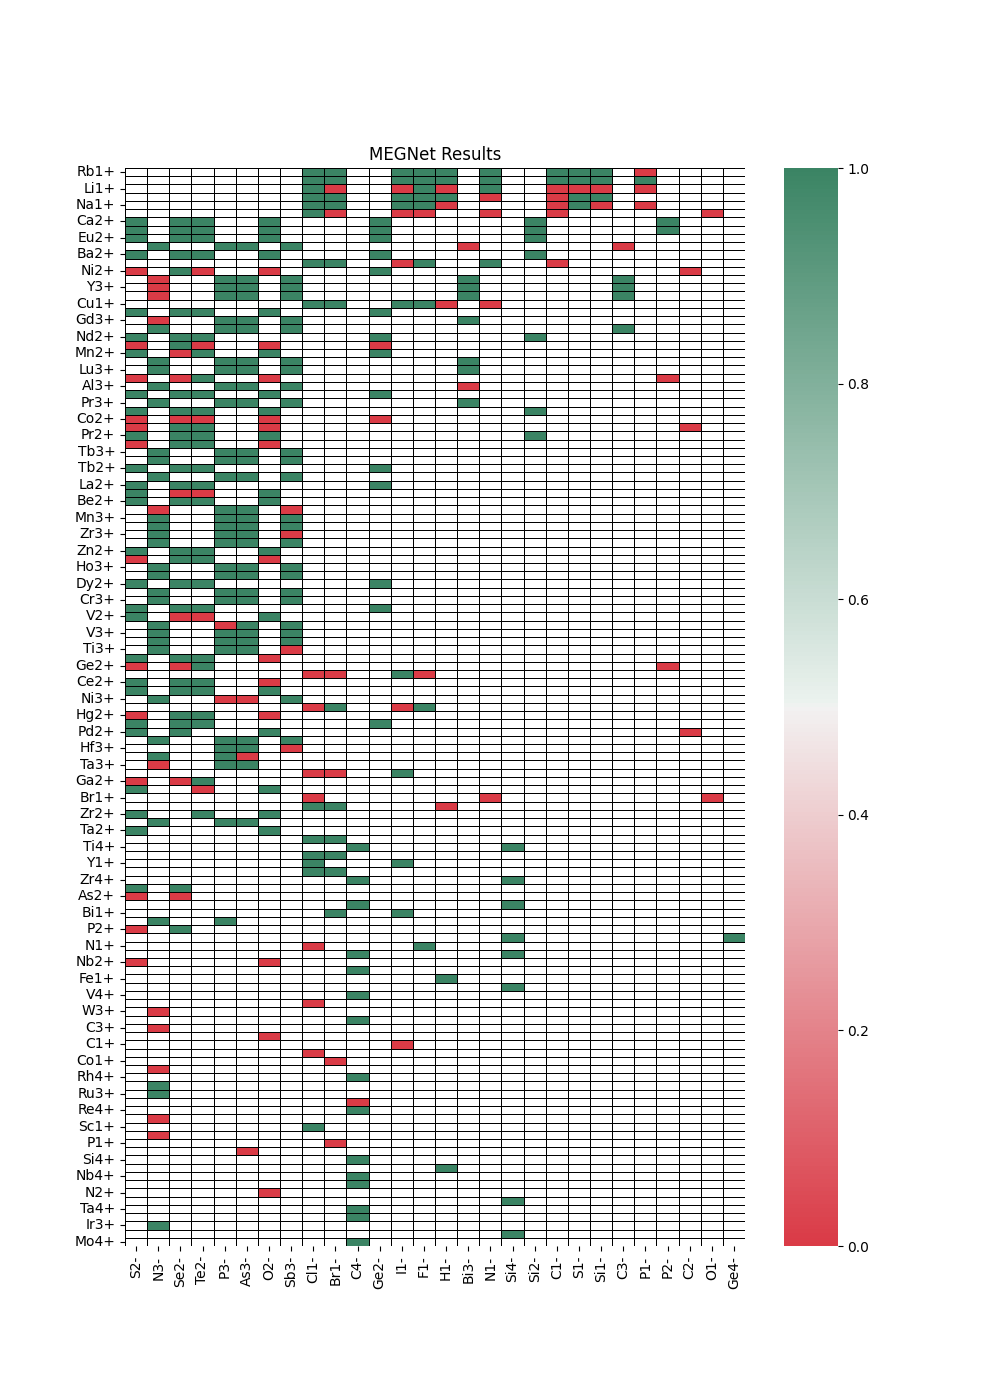 MEGNet Results
Rb1+
Li1+
Na1+
Ca2+
Eu2+
Ba2+
Ni2+
Y3+
Cu1+
Gd3+
Nd2+
Mn2+
Lu3+
Al3+
Pr3+
Co2+
Pr2+
Tb3+
Tb2+
La2+
Be2+
Mn3+
Zr3+
Zn2+
Ho3+
Dy2+
Cr3+
V2+
V3+
Ti3+
Ge2+
Ce2+
Ni3+
Hg2+
Pd2+
Hf3+
Ta3+
Ga2+
Br1+
Zr2+
Ta2+
Ti4+
Y1+
Zr4+
As2+
Bi1+
P2+
N1+
Nb2+
Fe1+
V4+
W3+
C3+
C1+
Co1+
Rh4+
Ru3+
Re4+
Sc1+
P1+
Si4+
Nb4+
N2+
Ta4+
Ir3+
Mo4+
S2-
N3-
Se2-
Te2-
P3-
As3-
O2-
Sb3-
Cl1-
Br1-
C4-
Ge2-
I1-
F1-
H1-
Bi3-
N1-
Si4-
Si2-
C1-
S1-
Si1-
C3-
P1-
P2-
C2-
O1-
Ge4-
1.0
0.8
0.6
0.4
0.2
0.0